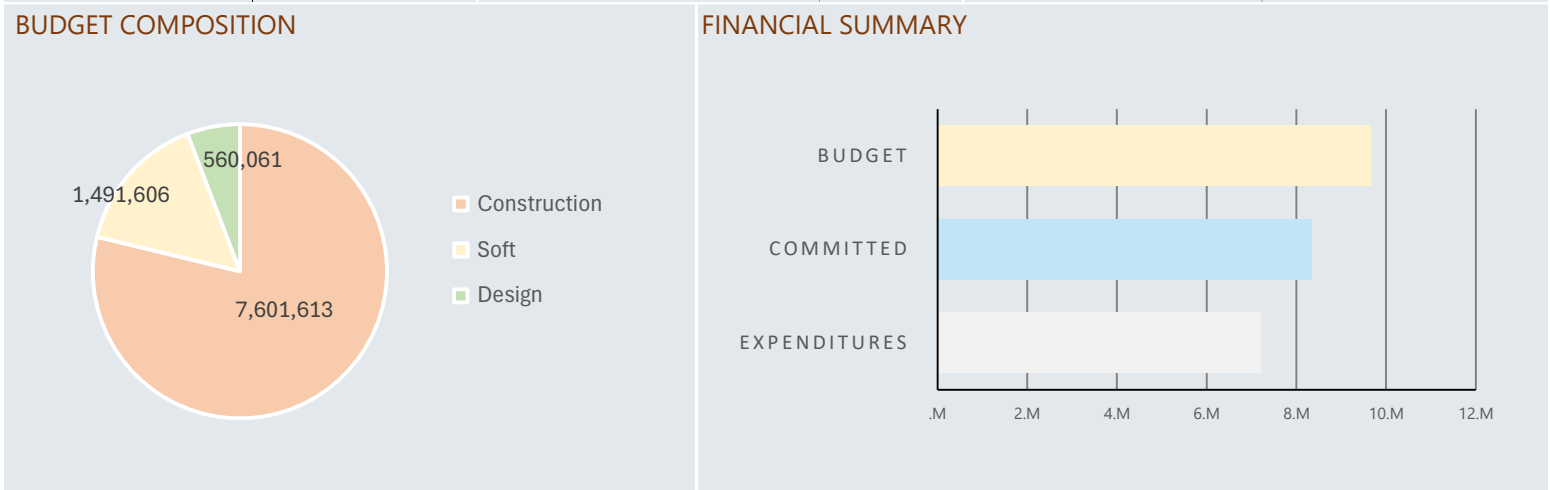 BUDGET COMPOSITION
560,061
1,491,606
7,601,613
Construction
Soft
Design
FINANCIAL SUMMARY
BUDGET
COMMITTED
EXPENDITURES
.M 2.M 4.M 6.M 8.M 10.M 12.M